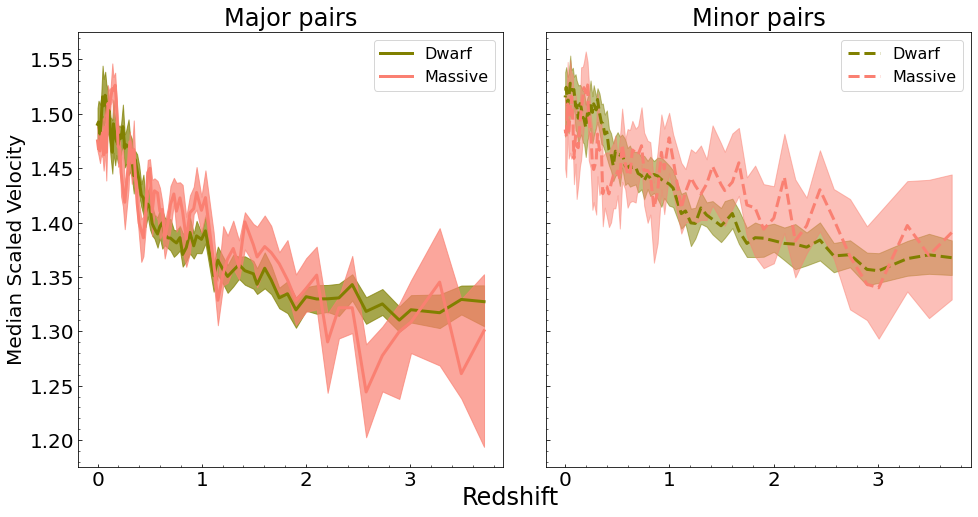 Major pairs
Minor pairs
Dwarf
Massive
Dwarf
Massive
Median Scaled Velocity
1.55
1.50
1.45
1.40
1.35
1.30
1.25
1.20
0 1 2 3
0 1 2 3
Redshift